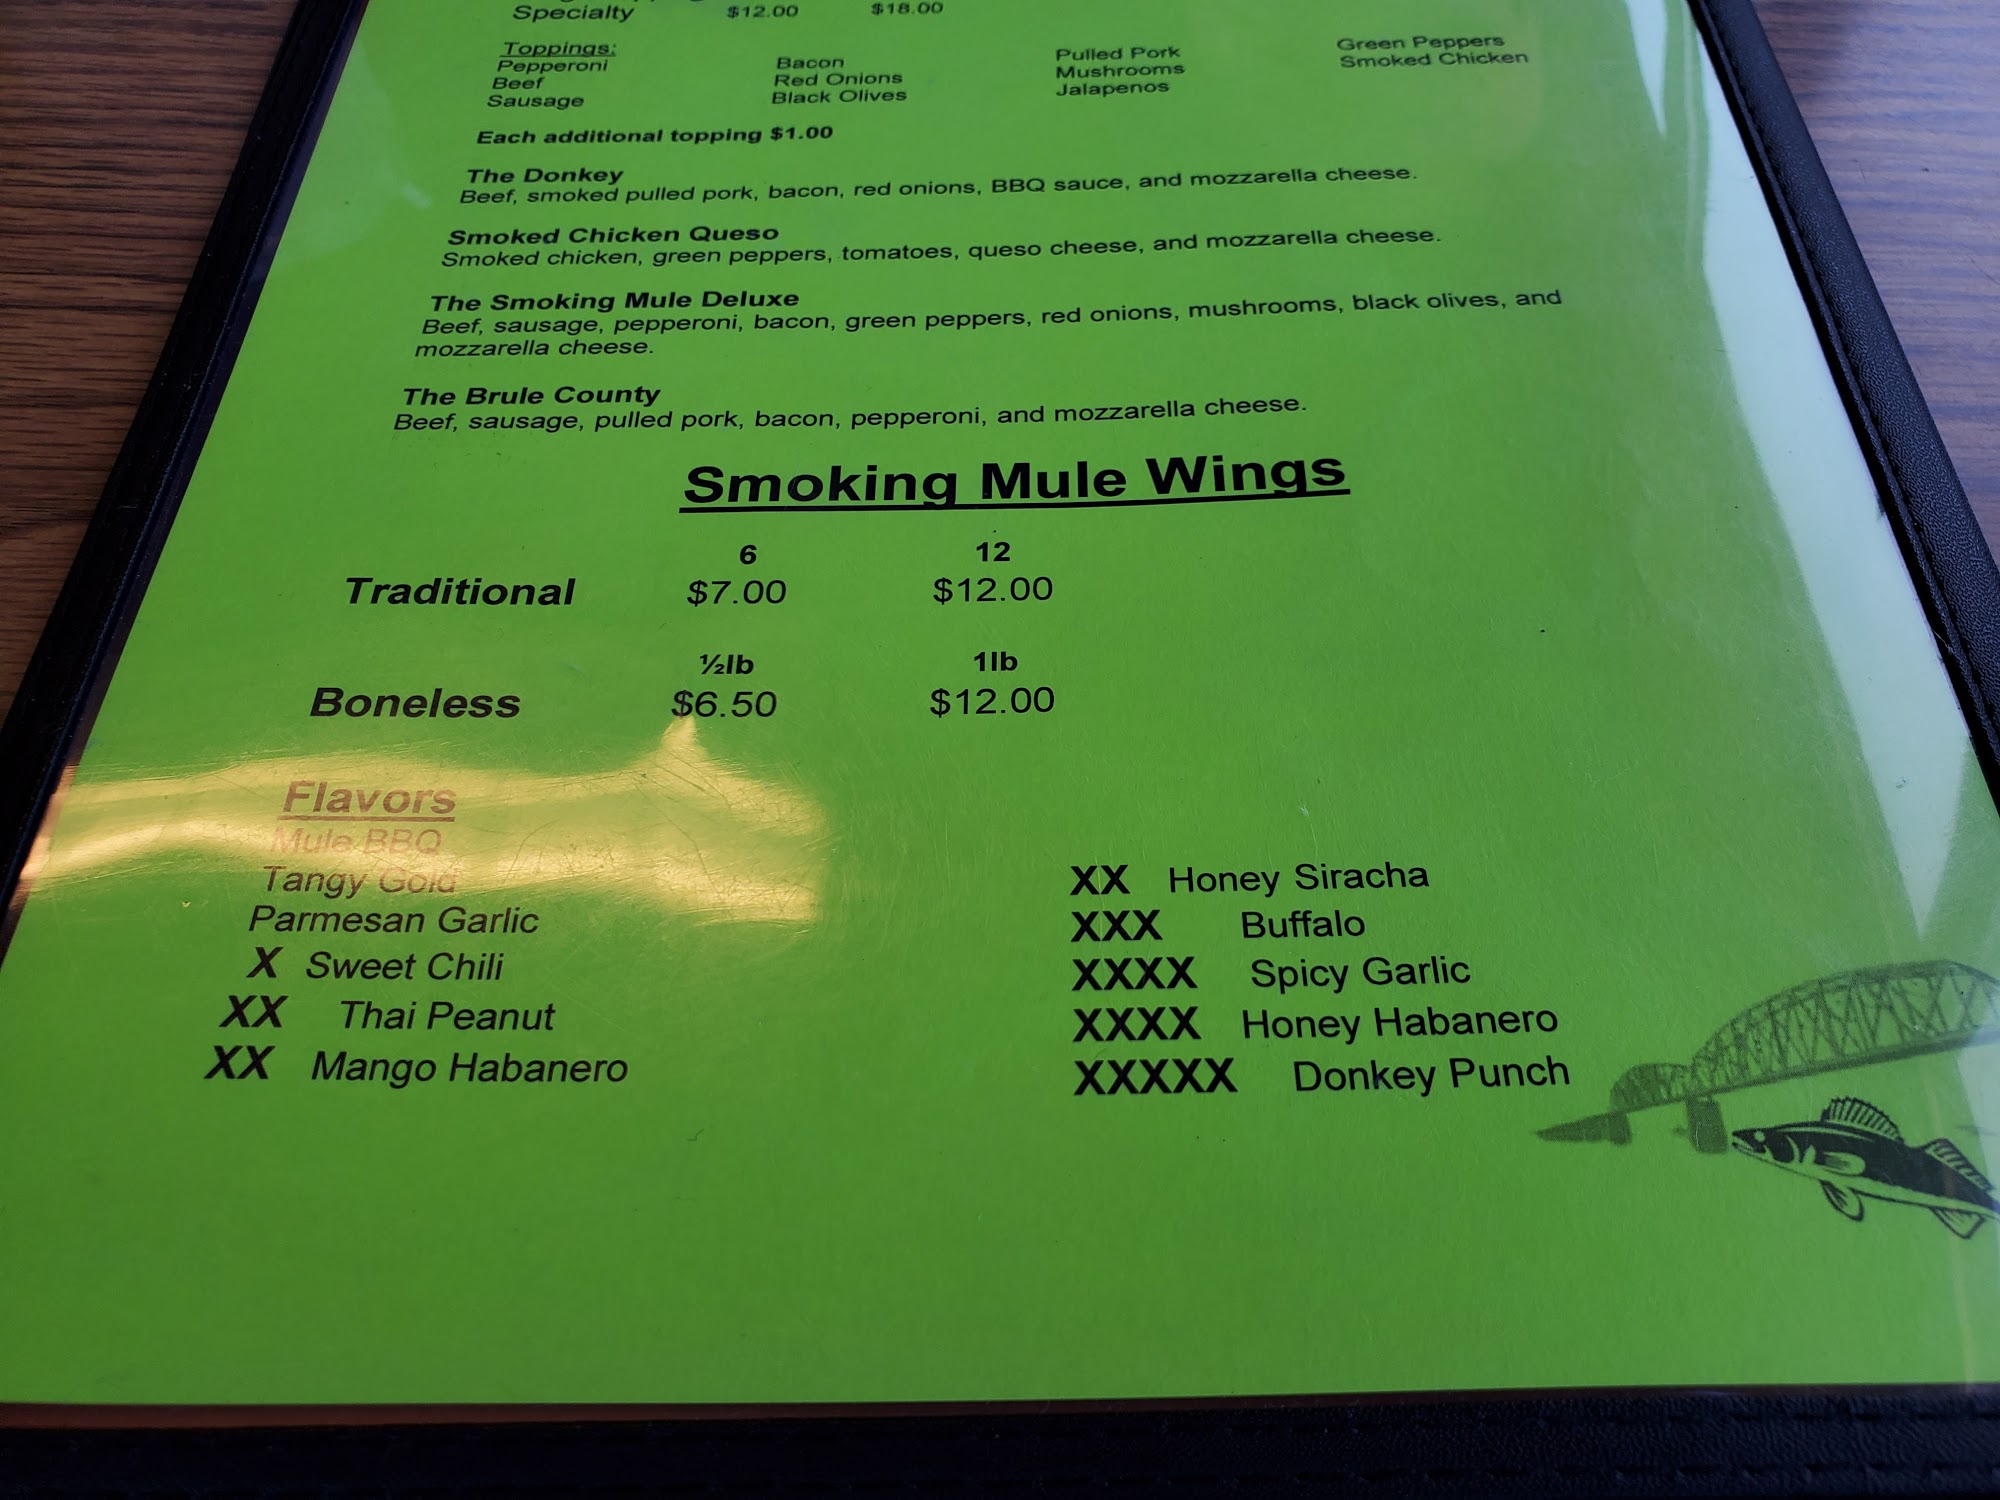 Specialty $12.00 $18.00
Toppings:
Pepperoni Bacon Pulled Pork Green Peppers
Beef Red Onions Mushrooms Smoked Chicken
Sausage Black Olives Jalapenos
Each additional topping $1.00
The Donkey
Beef, smoked pulled pork, bacon, red onions, BBQ sauce, and mozzarella cheese.
Smoked Chicken Queso
Smoked chicken, green peppers, tomatoes, queso cheese, and mozzarella cheese.
The Smoking Mule Deluxe
Beef, sausage, pepperoni, bacon, green peppers, red onions, mushrooms, black olives, and
mozzarella cheese.
The Brule County
Beef, sausage, pulled pork, bacon, pepperoni, and mozzarella cheese.
Smoking Mule Wings
6 12
Traditional $7.00 $12.00
½lb 1lb
Boneless $6.50 $12.00
Flavors
Mule BBQ
Tangy Gold
Parmesan Garlic
X Sweet Chili
XX Thai Peanut
XX Mango Habanero
XX Honey Siracha
XXX Buffalo
XXXX Spicy Garlic
XXXX Honey Habanero
XXXXX Donkey Punch